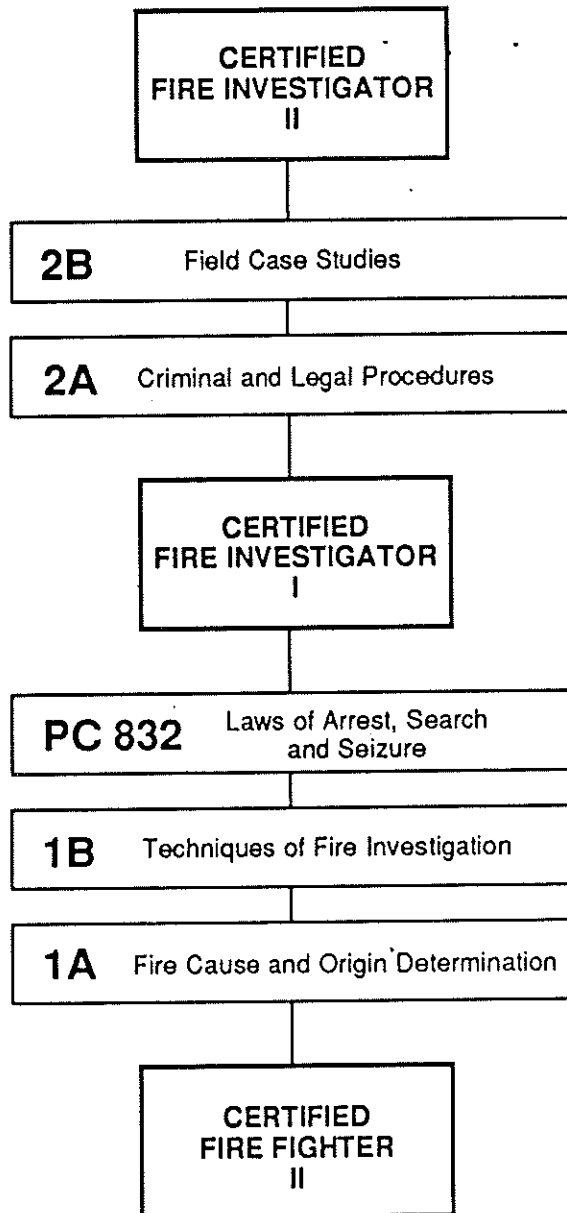 CERTIFIED
FIRE INVESTIGATOR
II
2B Field Case Studies
2A Criminal and Legal Procedures
CERTIFIED
FIRE INVESTIGATOR
I
PC 832 Laws of Arrest, Search
and Seizure
1B Techniques of Fire Investigation
1A Fire Cause and Origin Determination
CERTIFIED
FIRE FIGHTER
II